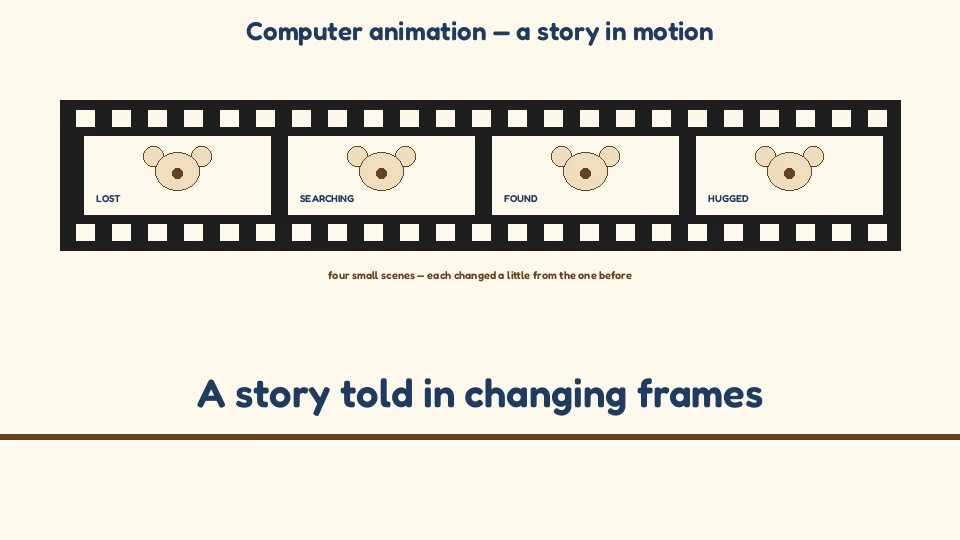 Computer animation — a story in motion
LOST
SEARCHING
FOUND
HUGGED
four small scenes — each changed a little from the one before
A story told in changing frames